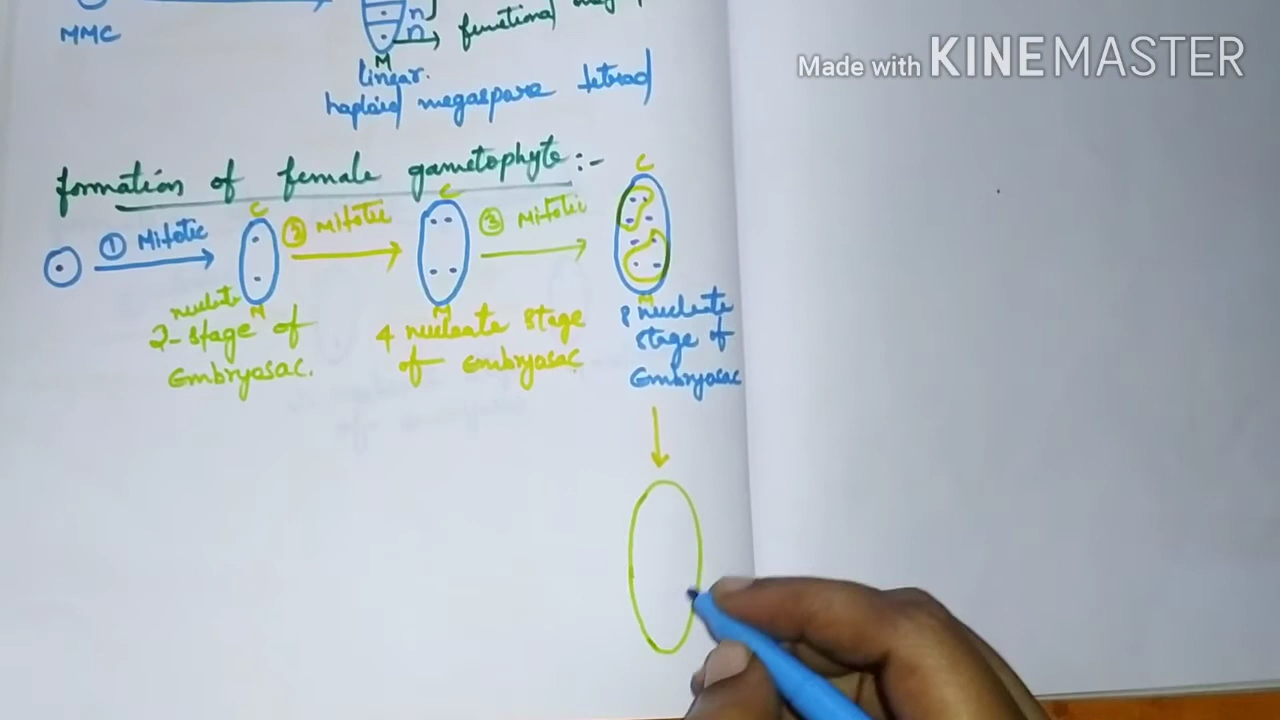 Made with KINEMASTER
MMC
n
n
functional
M
linear.
haploid megaspore tetrad
formation of female gametophyte:-
① Mitotic
② Mitotic
③ Mitotic
C
C
C
M
M
M
nucleate
2-stage of
Embryosac.
4 nucleate stage
of embryosac
8 nucleate
stage of
Embryosac